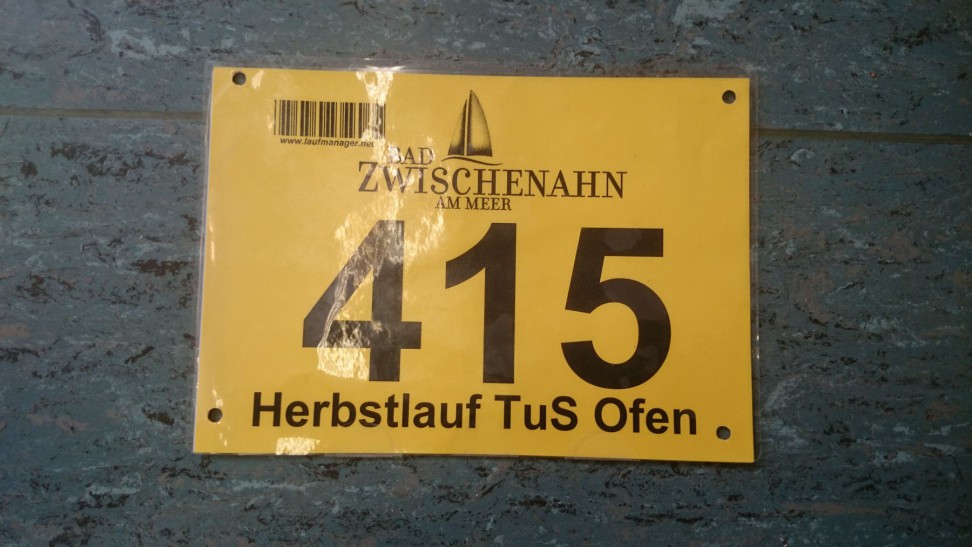 www.laufmanager.net
BAD
ZWISCHENAHN
AM MEER
415
Herbstlauf TuS Ofen